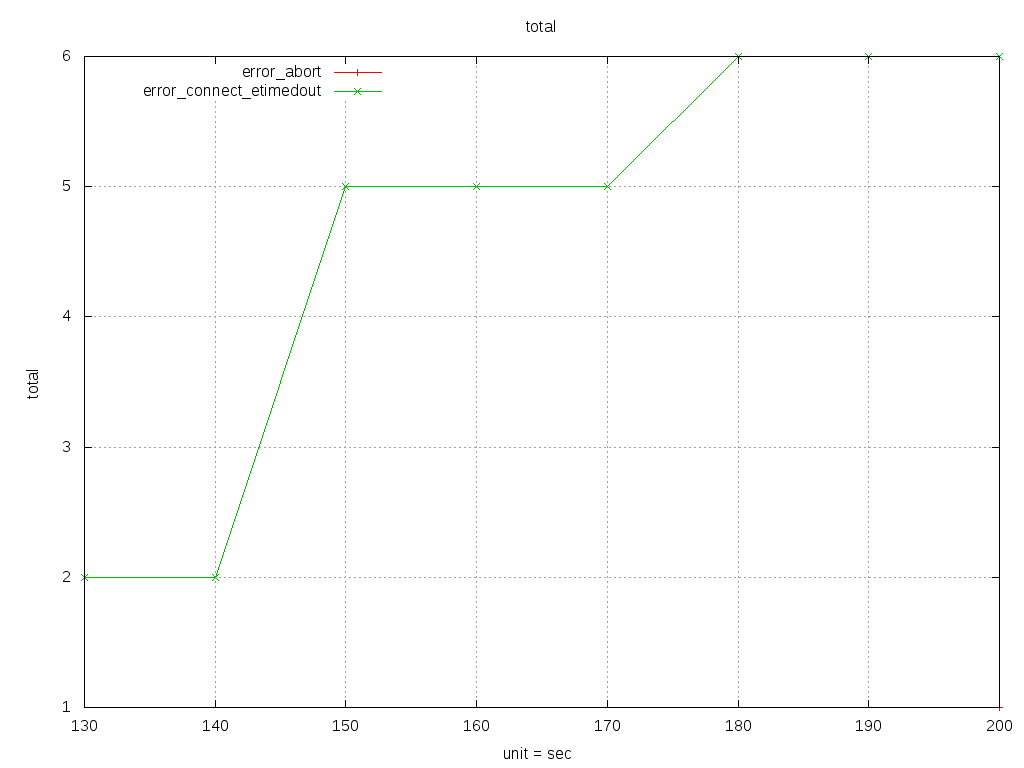 total
6
error_abort
error_connect_etimedout
5
4
total
3
2
1
130 140 150 160 170 180 190 200
unit = sec